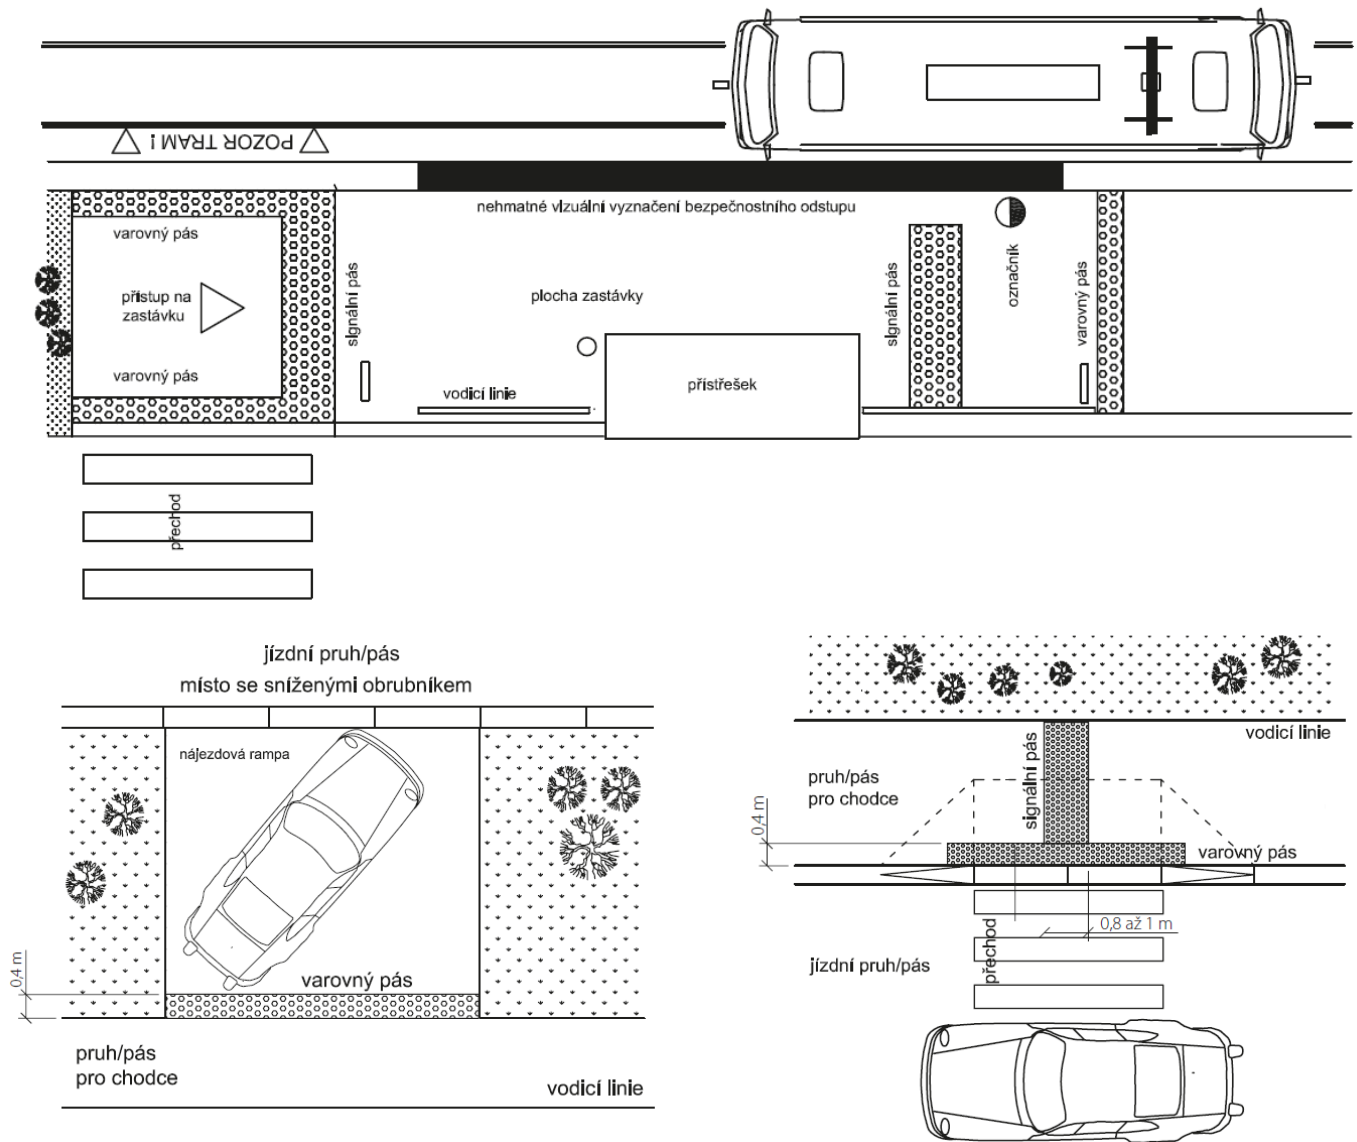 POZOR TRAM !
nehmatné vizuální vyznačení bezpečnostního odstupu
varovný pás
přístup na
zastávku
varovný pás
signální pás
plocha zastávky
vodicí linie
přístřešek
signální pás
označník
varovný pás
přechod
jízdní pruh/pás
místo se sníženými obrubníkem
nájezdová rampa
varovný pás
0,4 m
pruh/pás
pro chodce
vodicí linie
vodicí linie
signální pás
pruh/pás
pro chodce
0,4 m
varovný pás
0,8 až 1 m
přechod
jízdní pruh/pás